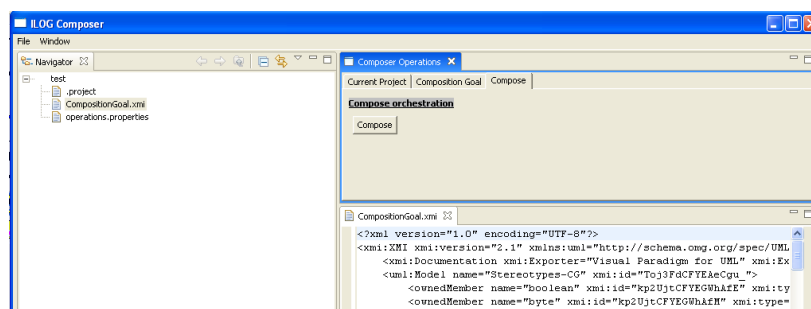 ILOG Composer
File Window
Navigator
test
.project
CompositionGoal.xmi
operations.properties
Composer Operations
Current Project Composition Goal Compose
Compose orchestration
Compose
CompositionGoal.xmi
<?xml version="1.0" encoding="UTF-8"?>
<xmi:XMI xmi:version="2.1" xmlns:uml="http://schema.omg.org/spec/UML
<xmi:Documentation xmi:Exporter="Visual Paradigm for UML" xmi:Ex
<uml:Model name="Stereotypes-CG" xmi:id="Toj3FdCFYEAeCgu_">
<ownedMember name="boolean" xmi:id="kp2UjtCFYEGWhAfE" xmi:ty
<ownedMember name="byte" xmi:id="kp2UjtCFYEGWhAfM" xmi:type=